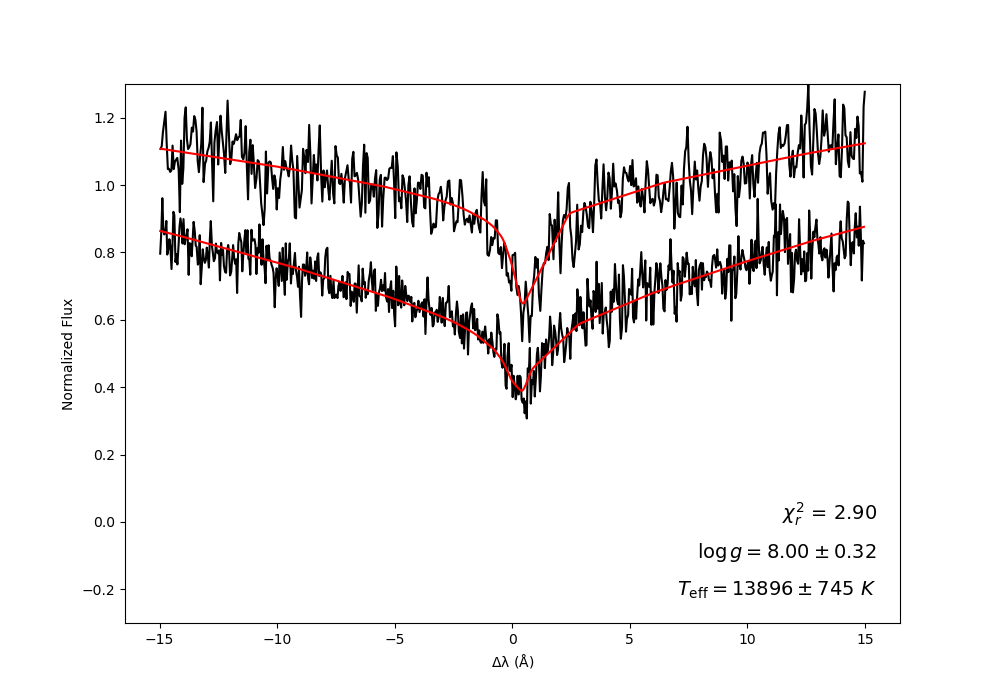 1.2
1.0
0.8
0.6
0.4
0.2
0.0
−0.2
Normalized Flux
χ²ᵣ = 2.90
log g = 8.00 ± 0.32
T_eff = 13896 ± 745 K
−15 −10 −5 0 5 10 15
Δλ (Å)